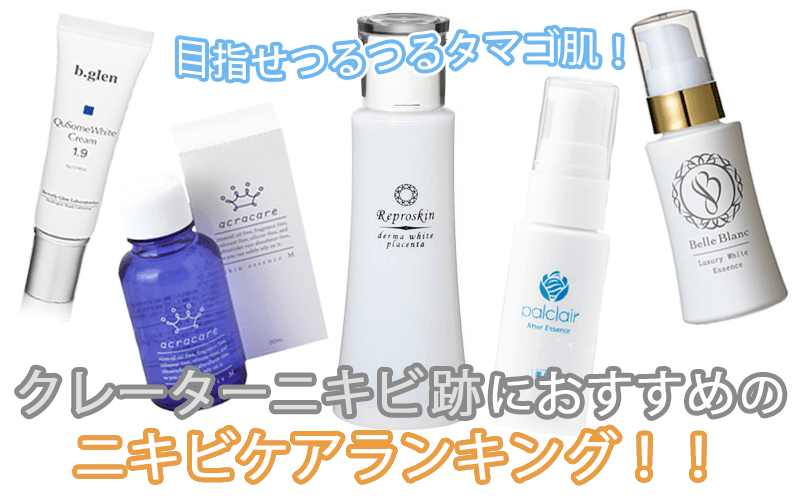 目指せつるつるタマゴ肌！
b.glen
QuSomeWhite
Cream
1.9
acracare
skin essence M
acracare
Reproskin
derma white
placenta
palclair
After Essence
Belle Blanc
Luxury White
Essence
クレーターニキビ跡におすすめの
ニキビケアランキング！！